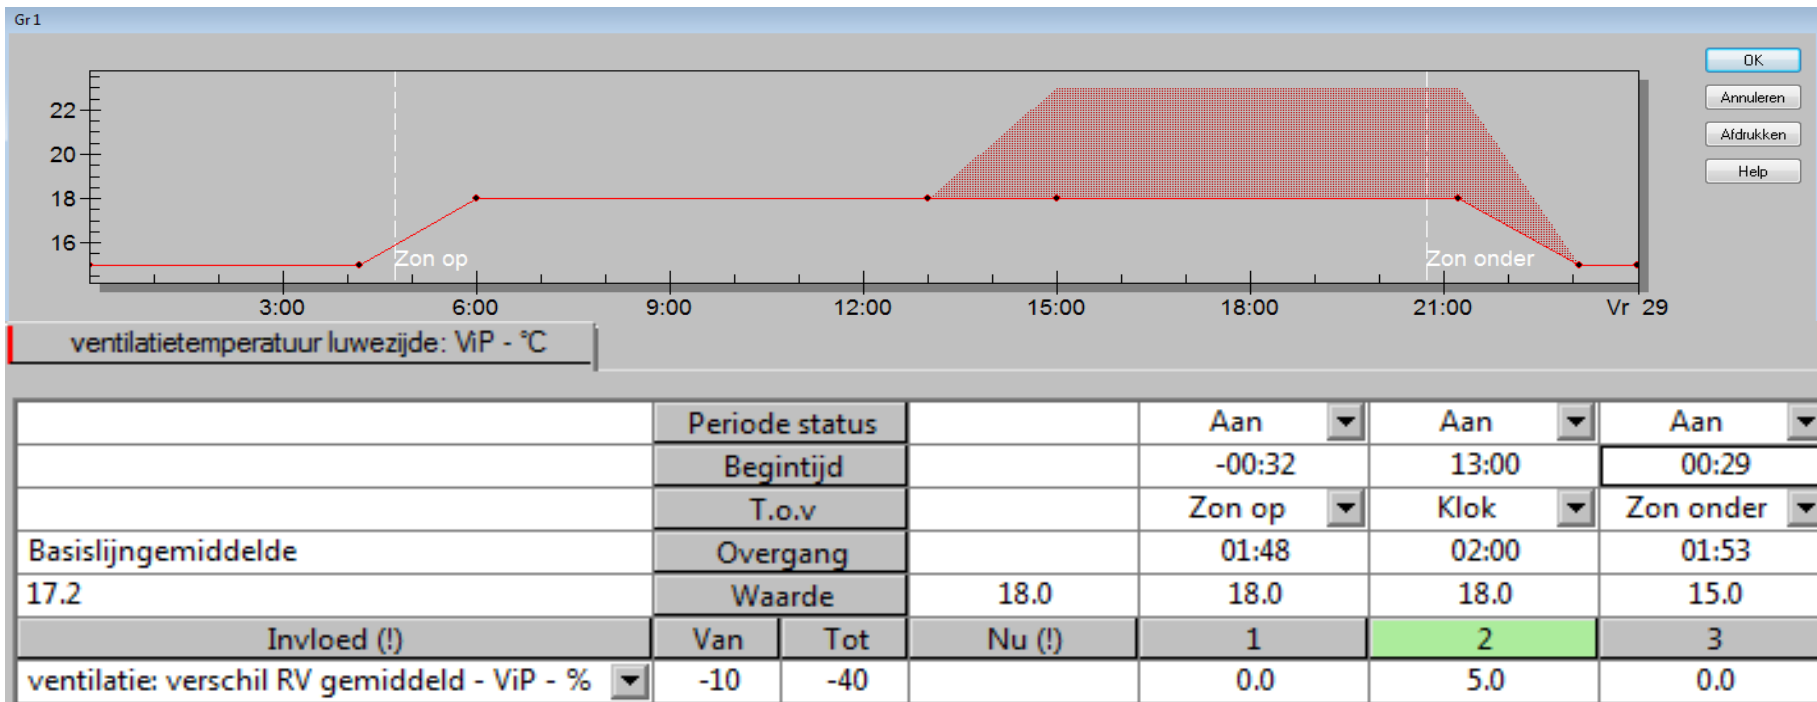 Gr 1
OK
Annuleren
Afdrukken
Help
22
20
18
16
Zon op
Zon onder
3:00 6:00 9:00 12:00 15:00 18:00 21:00 Vr 29
ventilatietemperatuur luwezijde: ViP - °C
Periode status Aan Aan Aan
Begintijd -00:32 13:00 00:29
T.o.v Zon op Klok Zon onder
Basislijngemiddelde Overgang 01:48 02:00 01:53
17.2 Waarde 18.0 18.0 18.0 15.0
Invloed (!) Van Tot Nu (!) 1 2 3
ventilatie: verschil RV gemiddeld - ViP - % -10 -40 0.0 5.0 0.0